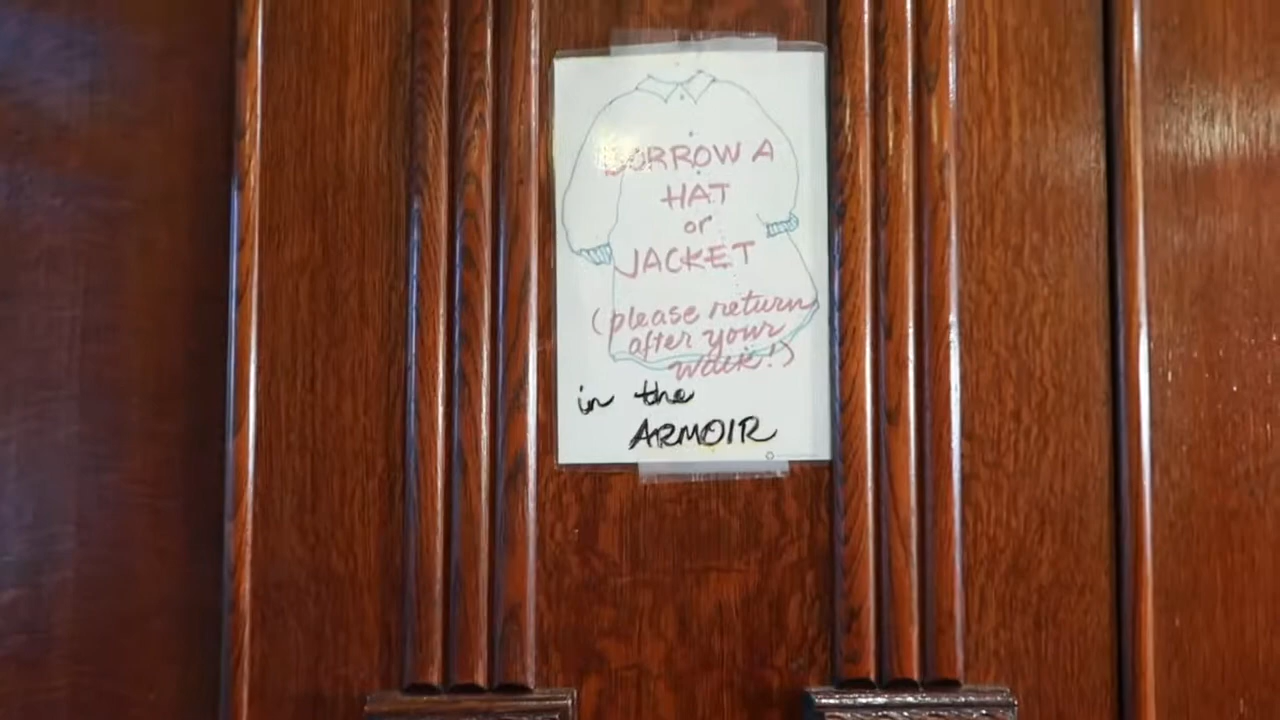 BORROW A
HAT
or
JACKET
(please return
after your
walk!)
in the
ARMOIR